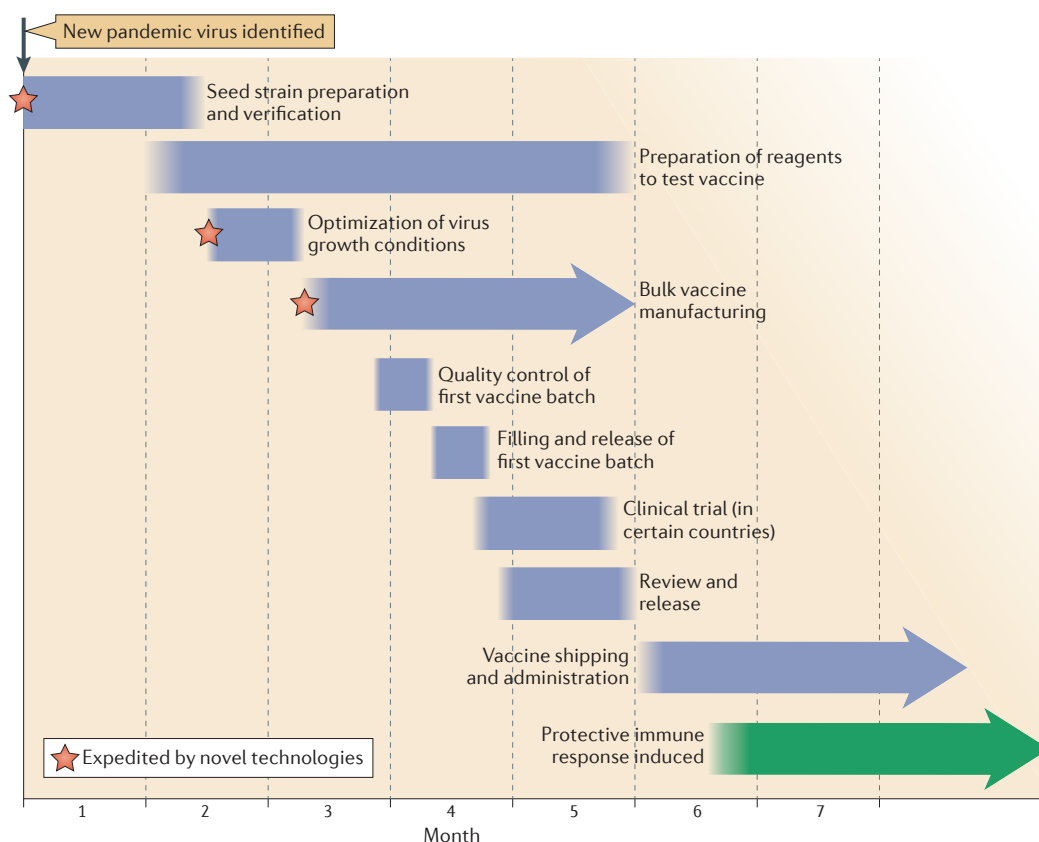 New pandemic virus identified
Seed strain preparation
and verification
Preparation of reagents
to test vaccine
Optimization of virus
growth conditions
Bulk vaccine
manufacturing
Quality control of
first vaccine batch
Filling and release of
first vaccine batch
Clinical trial (in
certain countries)
Review and
release
Vaccine shipping
and administration
Protective immune
response induced
Expedited by novel technologies
1 2 3 4 5 6 7
Month